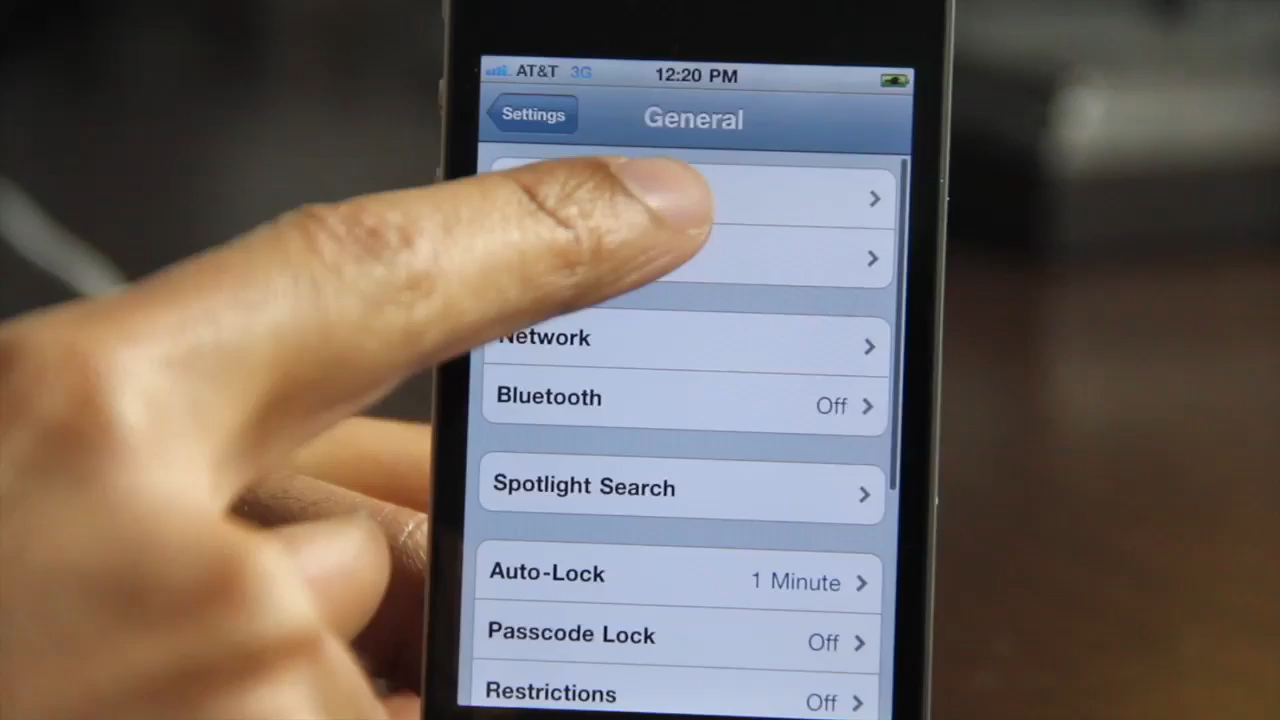 AT&T 3G 12:20 PM
Settings General
Network
Bluetooth Off
Spotlight Search
Auto-Lock 1 Minute
Passcode Lock Off
Restrictions Off